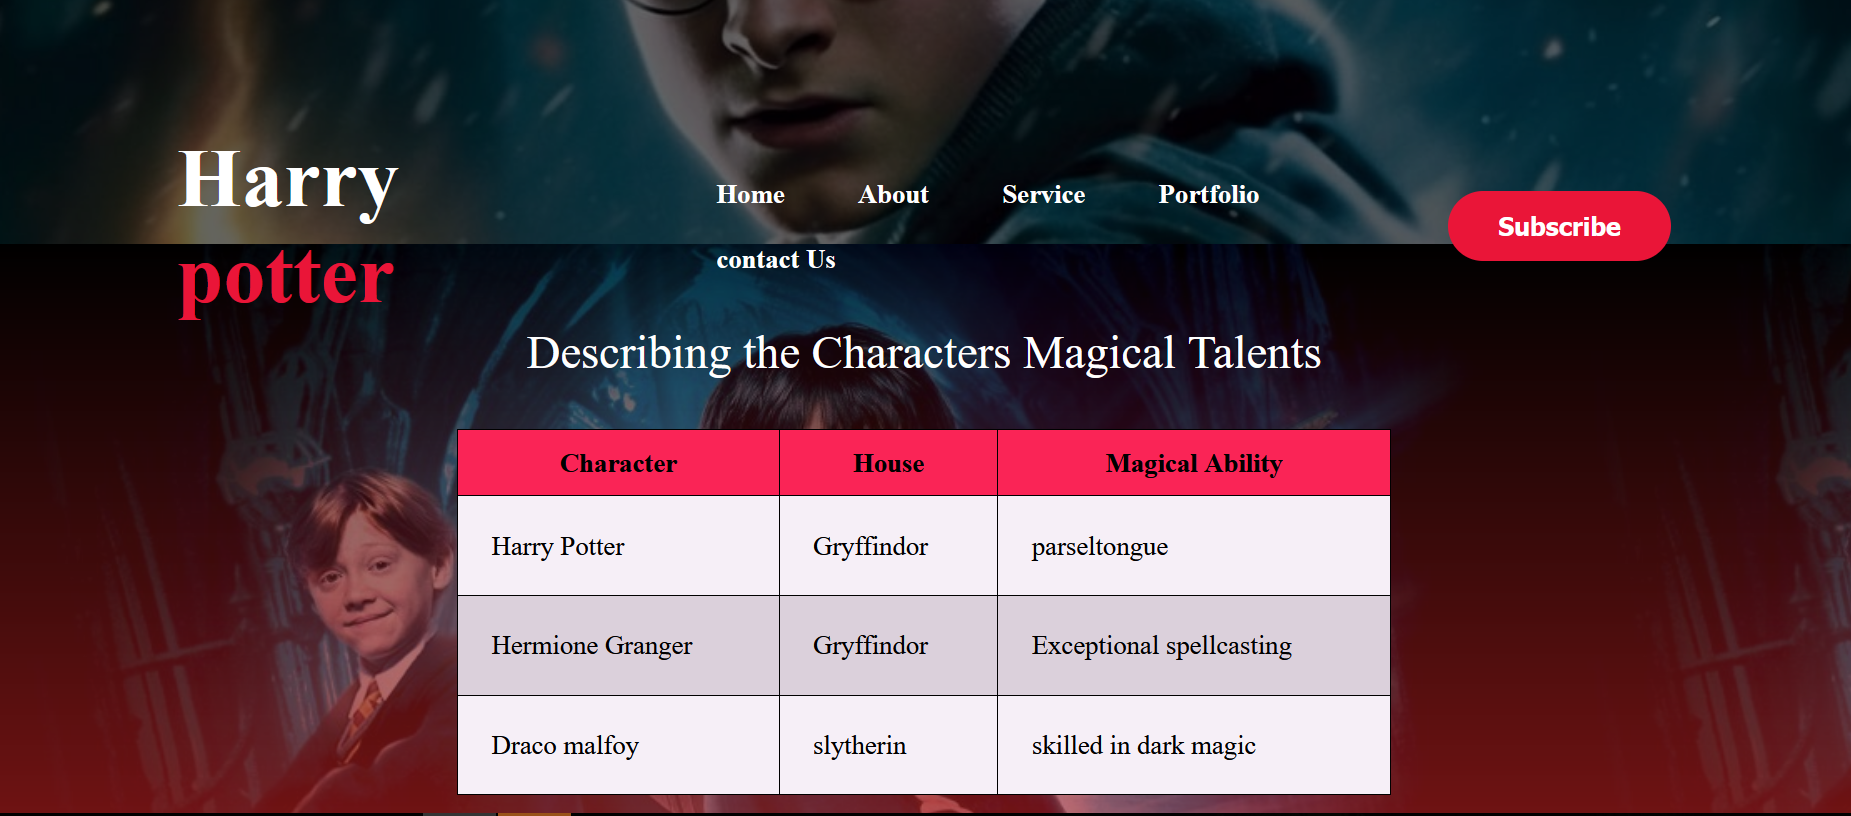 Harry
potter
Home About Service Portfolio
contact Us
Subscribe
Describing the Characters Magical Talents
Character House Magical Ability
Harry Potter Gryffindor parseltongue
Hermione Granger Gryffindor Exceptional spellcasting
Draco malfoy slytherin skilled in dark magic